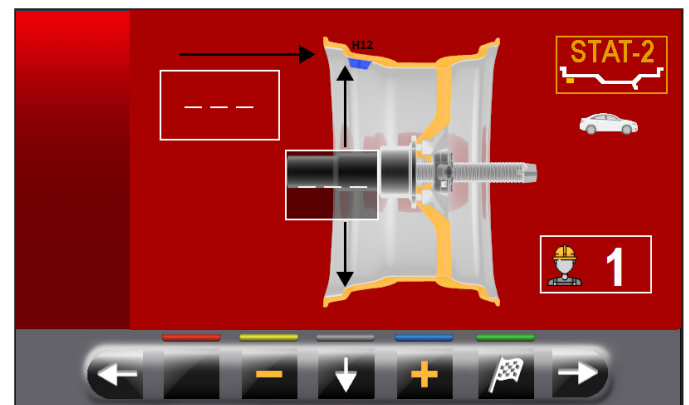 H12
STAT-2
_ _ _
_ _ _
1